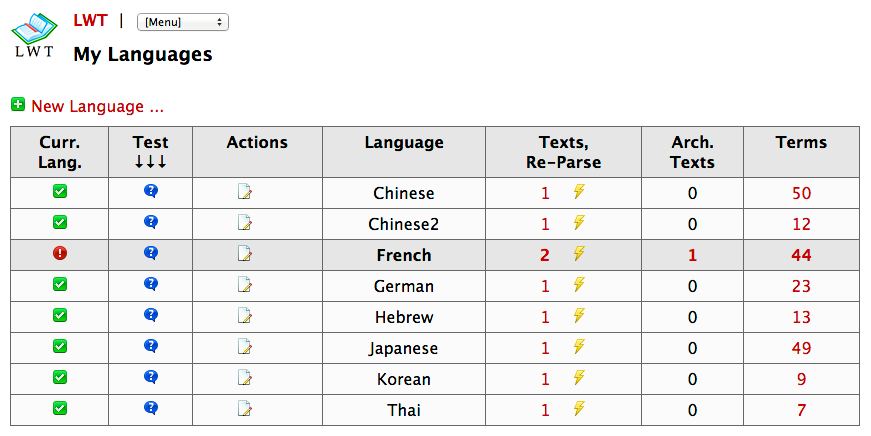 LWT | [Menu]
LWT
My Languages
New Language ...
Curr. Lang. Test ↓↓↓ Actions Language Texts, Re-Parse Arch. Texts Terms
Chinese 1 0 50
Chinese2 1 0 12
French 2 1 44
German 1 0 23
Hebrew 1 0 13
Japanese 1 0 49
Korean 1 0 9
Thai 1 0 7